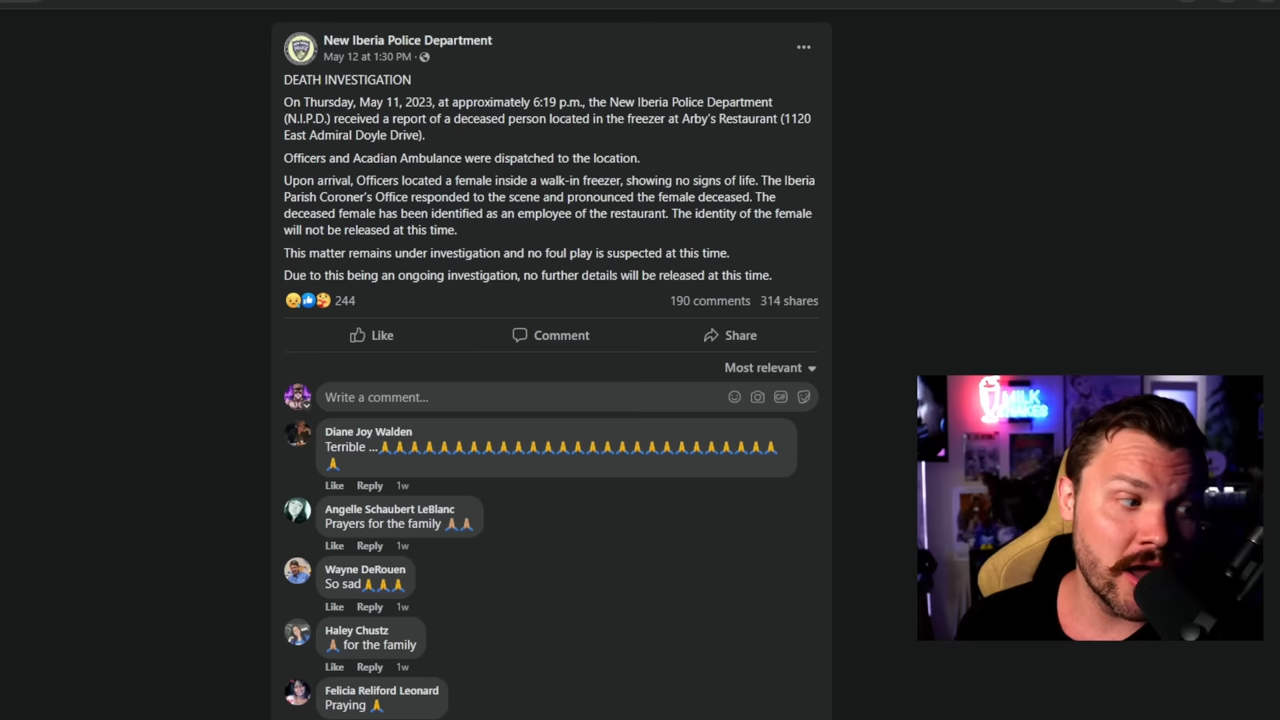 New Iberia Police Department
May 12 at 1:30 PM ·
DEATH INVESTIGATION
On Thursday, May 11, 2023, at approximately 6:19 p.m., the New Iberia Police Department
(N.I.P.D.) received a report of a deceased person located in the freezer at Arby's Restaurant (1120
East Admiral Doyle Drive).
Officers and Acadian Ambulance were dispatched to the location.
Upon arrival, Officers located a female inside a walk-in freezer, showing no signs of life. The Iberia
Parish Coroner's Office responded to the scene and pronounced the female deceased. The
deceased female has been identified as an employee of the restaurant. The identity of the female
will not be released at this time.
This matter remains under investigation and no foul play is suspected at this time.
Due to this being an ongoing investigation, no further details will be released at this time.
244 190 comments 314 shares
Like Comment Share
Most relevant
Write a comment... GIF
Diane Joy Walden
Terrible ...🙏🙏🙏🙏🙏🙏🙏🙏🙏🙏🙏🙏🙏🙏🙏🙏🙏🙏🙏🙏🙏🙏🙏🙏🙏🙏🙏
🙏
Like Reply 1w
Angelle Schaubert LeBlanc
Prayers for the family 🙏🏼🙏🏼
Like Reply 1w
Wayne DeRouen
So sad🙏🙏🙏
Like Reply 1w
Haley Chustz
🙏🏼 for the family
Like Reply 1w
Felicia Reliford Leonard
Praying 🙏
MILK
SHAKES